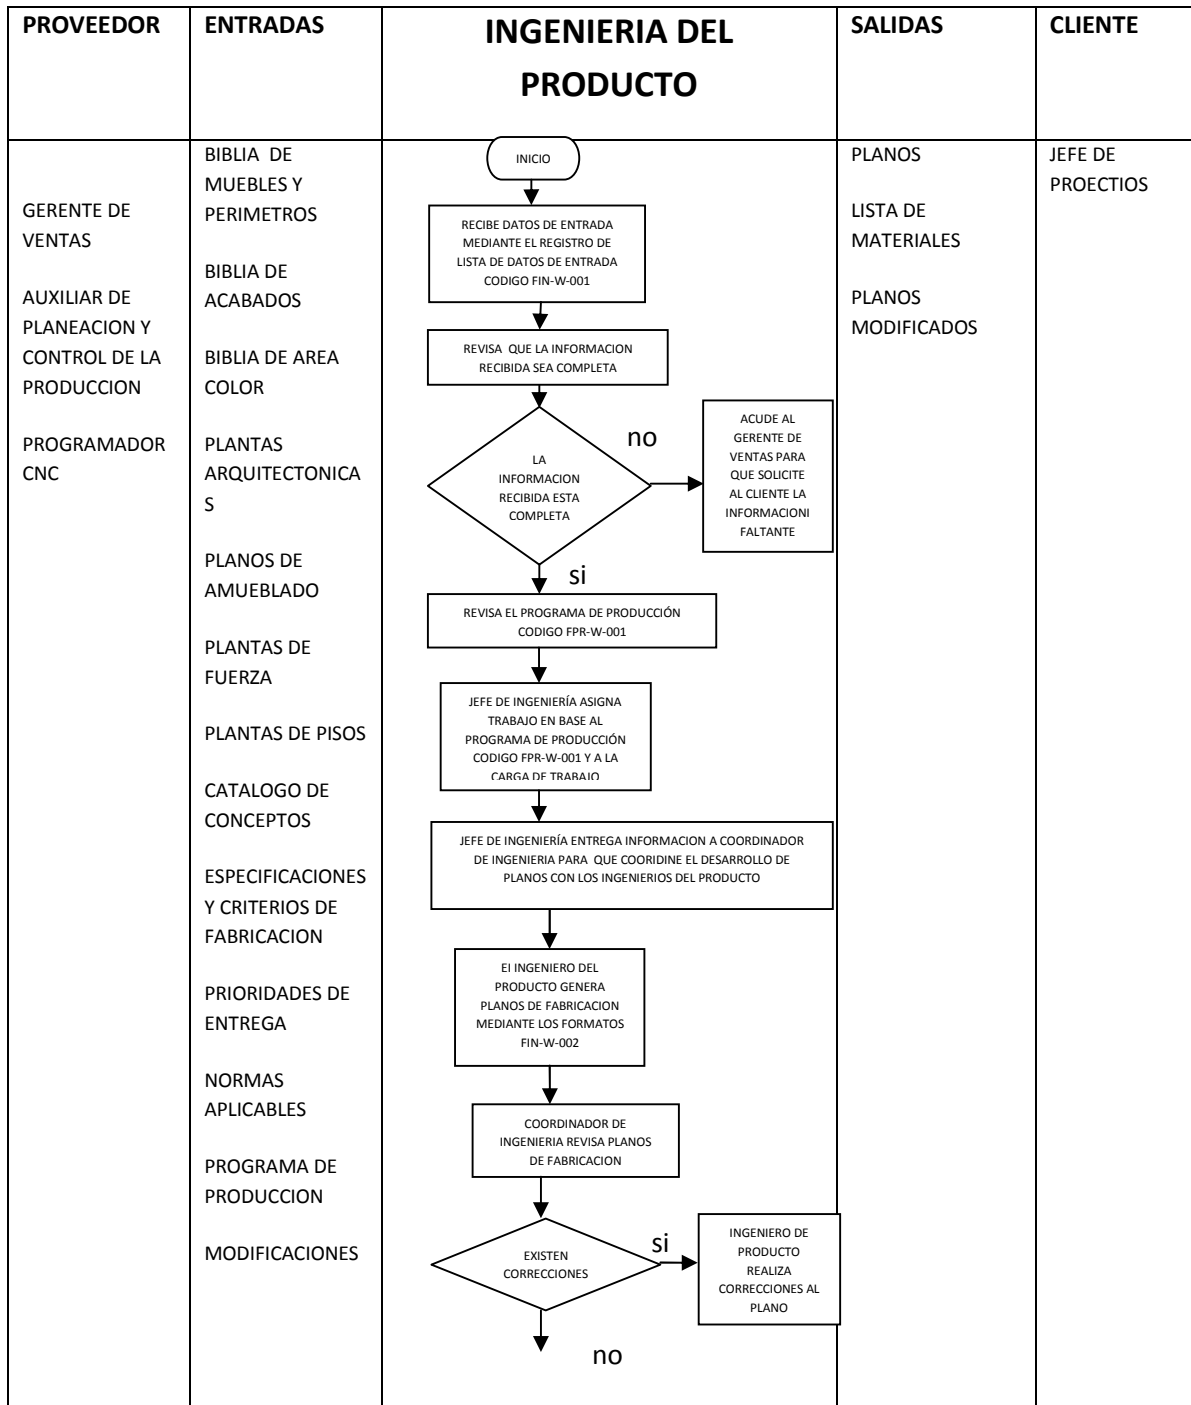 PROVEEDOR
ENTRADAS
INGENIERIA DEL
PRODUCTO
SALIDAS
CLIENTE
GERENTE DE
VENTAS
AUXILIAR DE
PLANEACION Y
CONTROL DE LA
PRODUCCION
PROGRAMADOR
CNC
BIBLIA DE
MUEBLES Y
PERIMETROS
BIBLIA DE
ACABADOS
BIBLIA DE AREA
COLOR
PLANTAS
ARQUITECTONICA
S
PLANOS DE
AMUEBLADO
PLANTAS DE
FUERZA
PLANTAS DE PISOS
CATALOGO DE
CONCEPTOS
ESPECIFICACIONES
Y CRITERIOS DE
FABRICACION
PRIORIDADES DE
ENTREGA
NORMAS
APLICABLES
PROGRAMA DE
PRODUCCION
MODIFICACIONES
INICIO
RECIBE DATOS DE ENTRADA
MEDIANTE EL REGISTRO DE
LISTA DE DATOS DE ENTRADA
CODIGO FIN-W-001
REVISA QUE LA INFORMACION
RECIBIDA SEA COMPLETA
LA
INFORMACION
RECIBIDA ESTA
COMPLETA
no
ACUDE AL
GERENTE DE
VENTAS PARA
QUE SOLICITE
AL CLIENTE LA
INFORMACIONI
FALTANTE
si
REVISA EL PROGRAMA DE PRODUCCIÓN
CODIGO FPR-W-001
JEFE DE INGENIERÍA ASIGNA
TRABAJO EN BASE AL
PROGRAMA DE PRODUCCIÓN
CODIGO FPR-W-001 Y A LA
CARGA DE TRABAJO
JEFE DE INGENIERÍA ENTREGA INFORMACION A COORDINADOR
DE INGENIERIA PARA QUE COORIDINE EL DESARROLLO DE
PLANOS CON LOS INGENIERIOS DEL PRODUCTO
El INGENIERO DEL
PRODUCTO GENERA
PLANOS DE FABRICACION
MEDIANTE LOS FORMATOS
FIN-W-002
COORDINADOR DE
INGENIERIA REVISA PLANOS
DE FABRICACION
EXISTEN
CORRECCIONES
si
INGENIERO DE
PRODUCTO
REALIZA
CORRECCIONES AL
PLANO
no
PLANOS
LISTA DE
MATERIALES
PLANOS
MODIFICADOS
JEFE DE
PROECTIOS